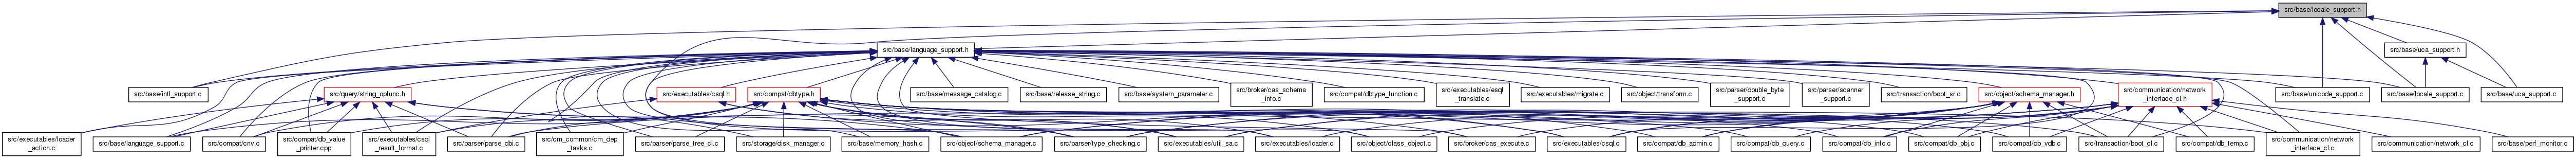 src/base/locale_support.h
src/base/language_support.h
src/base/uca_support.h
src/base/intl_support.c
src/query/string_opfunc.h
src/executables/csql.h
src/compat/dbtype.h
src/base/message_catalog.c
src/base/release_string.c
src/base/system_parameter.c
src/broker/cas_schema
_info.c
src/compat/dbtype_function.c
src/executables/esql
_translate.c
src/executables/migrate.c
src/object/transform.c
src/parser/double_byte
_support.c
src/parser/scanner
_support.c
src/transaction/boot_sr.c
src/object/schema_manager.h
src/communication/network
_interface_cl.h
src/base/unicode_support.c
src/base/locale_support.c
src/base/uca_support.c
src/executables/loader
_action.c
src/base/language_support.c
src/compat/cnv.c
src/compat/db_value
_printer.cpp
src/executables/csql
_result_format.c
src/parser/parse_dbi.c
src/cm_common/cm_dep
_tasks.c
src/parser/parse_tree_cl.c
src/storage/disk_manager.c
src/base/memory_hash.c
src/object/schema_manager.c
src/parser/type_checking.c
src/executables/util_sa.c
src/executables/loader.c
src/object/class_object.c
src/broker/cas_execute.c
src/executables/csql.c
src/compat/db_admin.c
src/compat/db_query.c
src/compat/db_info.c
src/compat/db_obj.c
src/compat/db_vdb.c
src/transaction/boot_cl.c
src/compat/db_temp.c
src/communication/network
_interface_cl.c
src/communication/network_cl.c
src/base/perf_monitor.c